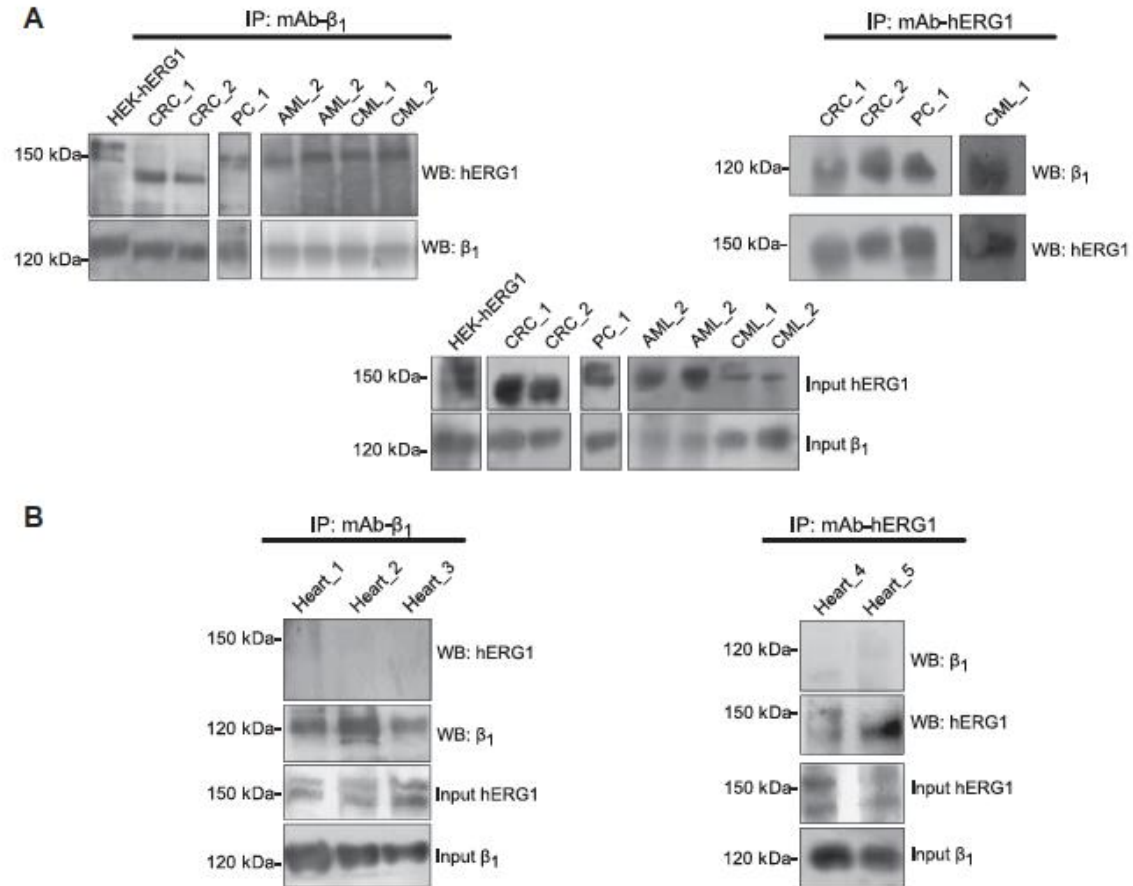 A
IP: mAb-β₁
HEK-hERG1
CRC_1
CRC_2
PC_1
AML_2
AML_2
CML_1
CML_2
150 kDa-
WB: hERG1
120 kDa-
WB: β₁
IP: mAb-hERG1
CRC_1
CRC_2
PC_1
CML_1
120 kDa-
WB: β₁
150 kDa-
WB: hERG1
HEK-hERG1
CRC_1
CRC_2
PC_1
AML_2
AML_2
CML_1
CML_2
150 kDa-
Input hERG1
120 kDa-
Input β₁
B
IP: mAb-β₁
Heart_1
Heart_2
Heart_3
150 kDa-
WB: hERG1
120 kDa-
WB: β₁
150 kDa-
Input hERG1
120 kDa-
Input β₁
IP: mAb-hERG1
Heart_4
Heart_5
120 kDa-
WB: β₁
150 kDa-
WB: hERG1
150 kDa-
Input hERG1
120 kDa-
Input β₁